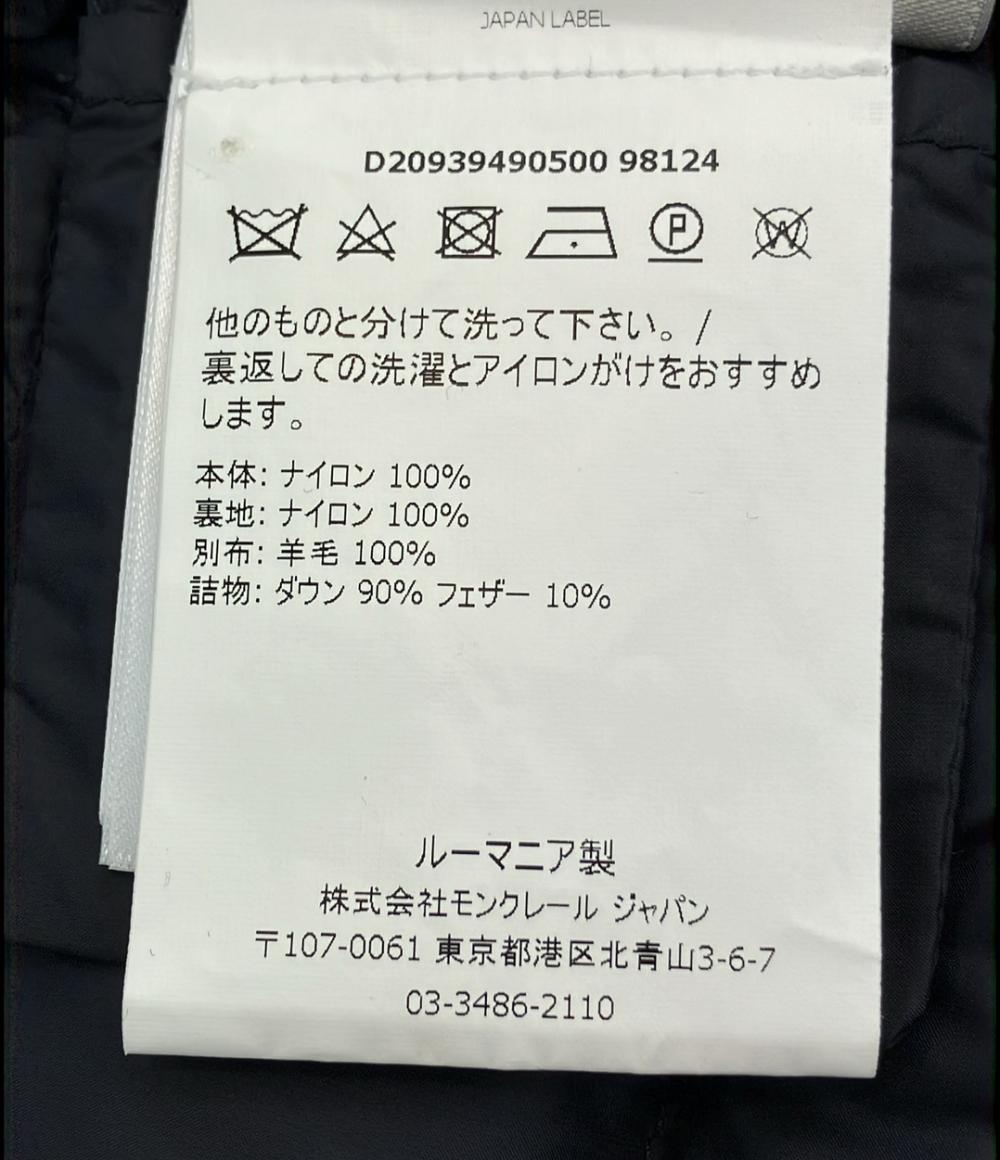 JAPAN LABEL
D20939490500 98124
P W
他のものと分けて洗って下さい。/
裏返しての洗濯とアイロンがけをおすすめ
します。
本体: ナイロン 100%
裏地: ナイロン 100%
別布: 羊毛 100%
詰物: ダウン 90% フェザー 10%
ルーマニア製
株式会社モンクレール ジャパン
〒107-0061 東京都港区北青山3-6-7
03-3486-2110